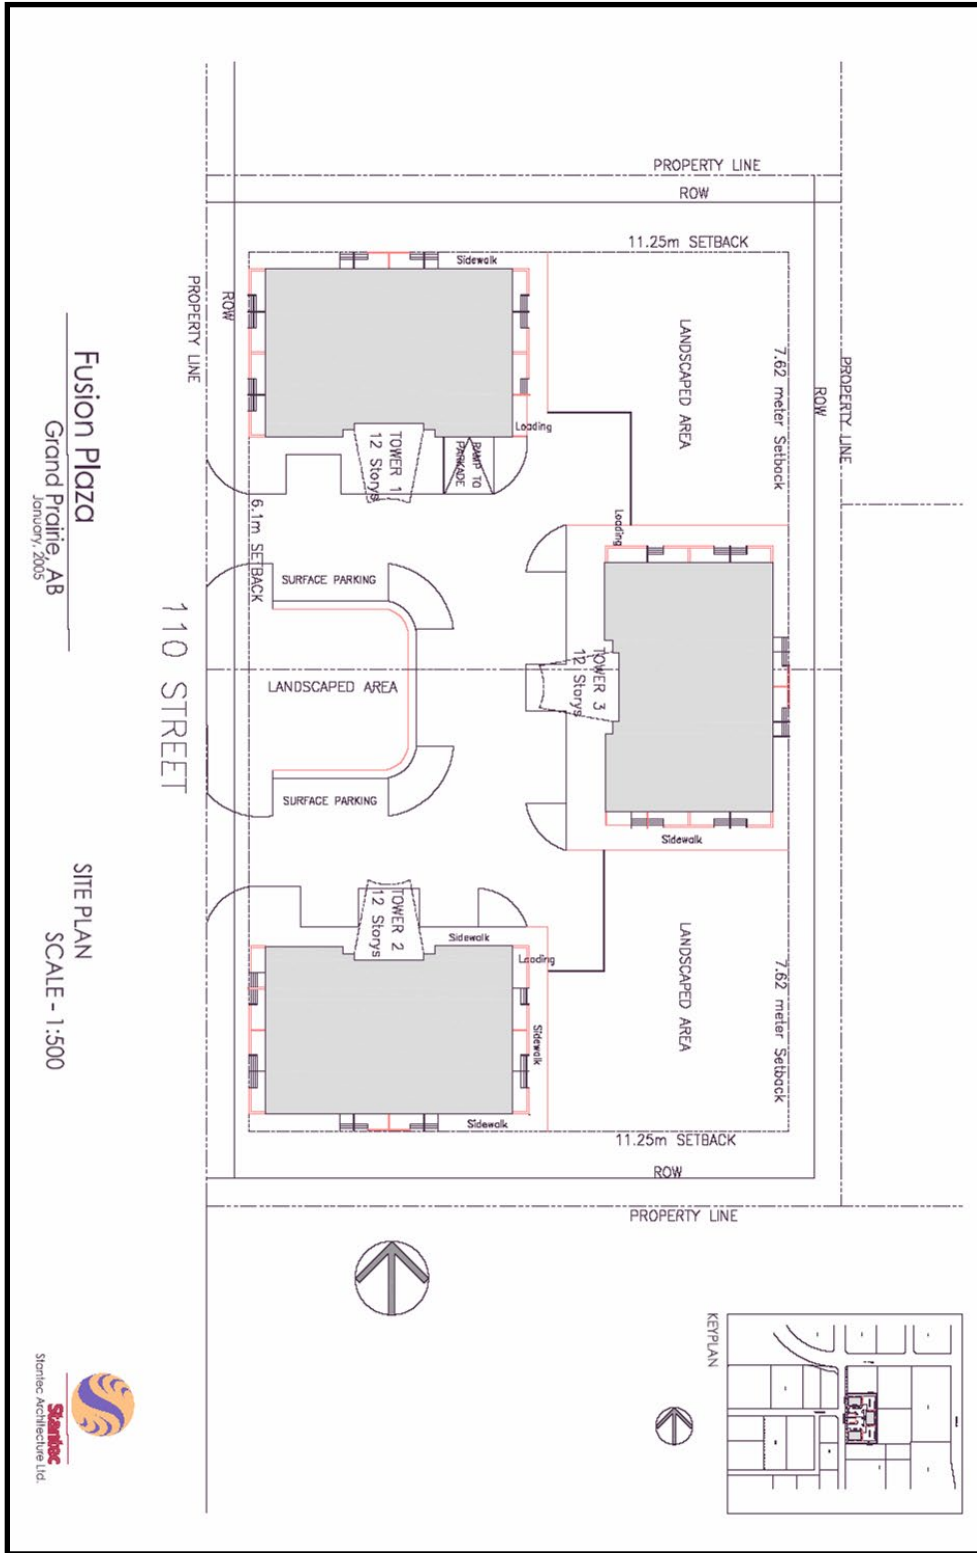 PROPERTY LINE
ROW
11.25m SETBACK
Sidewalk
PROPERTY LINE
ROW
LANDSCAPED AREA
7.62 meter Setback
PROPERTY LINE
ROW
Loading
TOWER 1
12 Storys
RAMP TO
PARKADE
6.1m SETBACK
Loading
SURFACE PARKING
LANDSCAPED AREA
TOWER 3
12 Storys
SURFACE PARKING
Sidewalk
110 STREET
TOWER 2
12 Storys
Sidewalk
Loading
Sidewalk
Sidewalk
LANDSCAPED AREA
7.62 meter Setback
11.25m SETBACK
ROW
PROPERTY LINE
Fusion Plaza
Grand Prairie, AB
January, 2005
SITE PLAN
SCALE - 1:500
KEYPLAN
Stantec
Stantec Architecture Ltd.